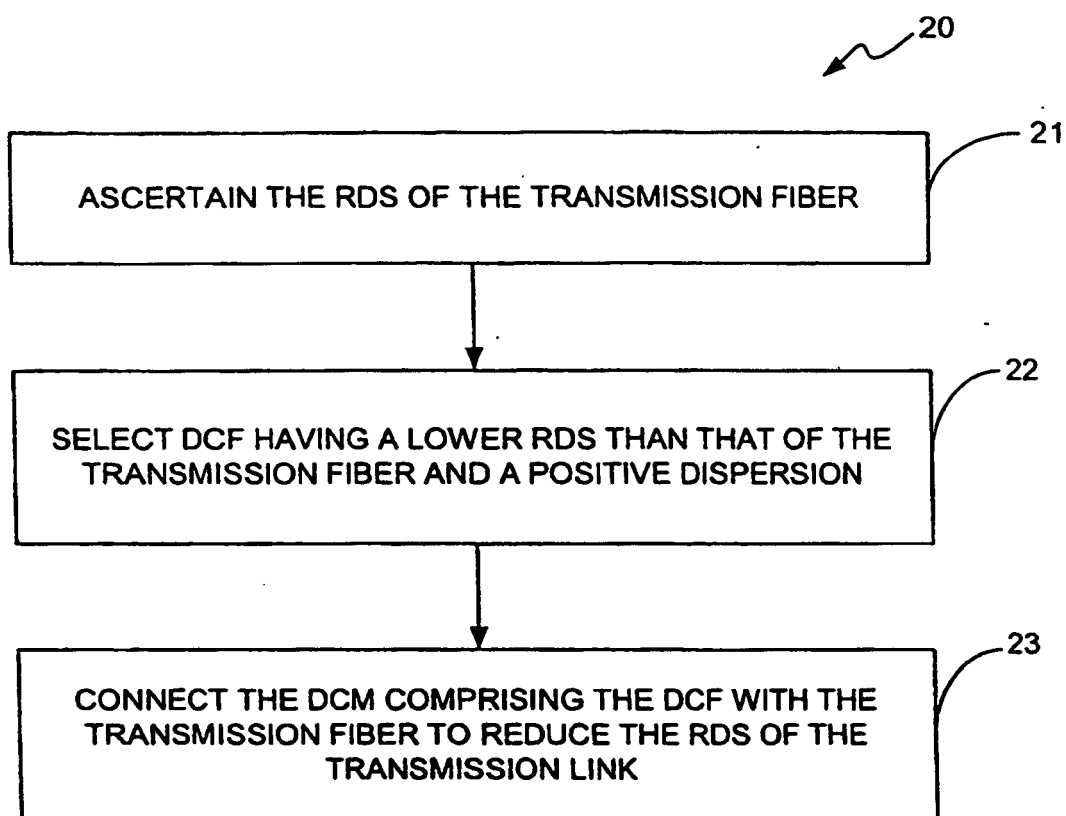 20
21
ASCERTAIN THE RDS OF THE TRANSMISSION FIBER
22
SELECT DCF HAVING A LOWER RDS THAN THAT OF THE
TRANSMISSION FIBER AND A POSITIVE DISPERSION
23
CONNECT THE DCM COMPRISING THE DCF WITH THE
TRANSMISSION FIBER TO REDUCE THE RDS OF THE
TRANSMISSION LINK